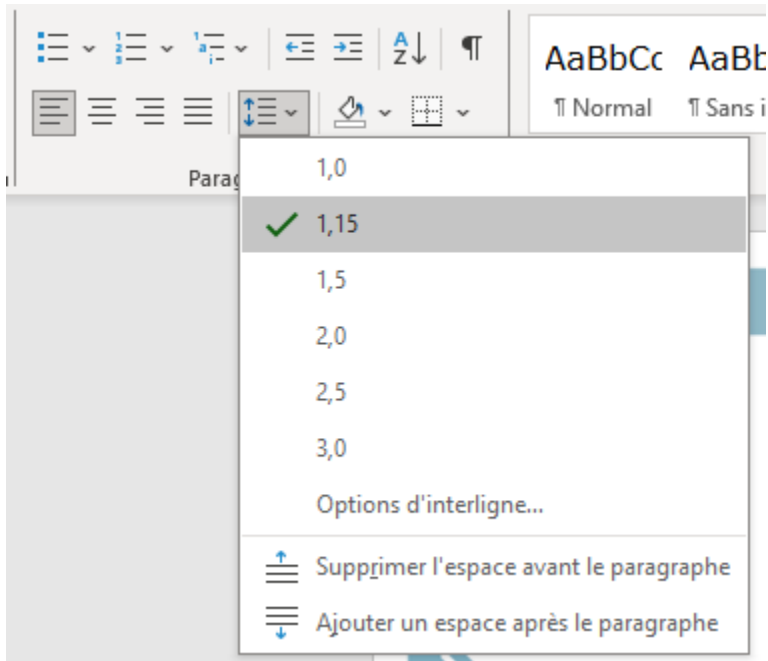 AaBbCc AaBb
¶ Normal ¶ Sans i
Parag
1,0
1,15
1,5
2,0
2,5
3,0
Options d'interligne...
Supprimer l'espace avant le paragraphe
Ajouter un espace après le paragraphe